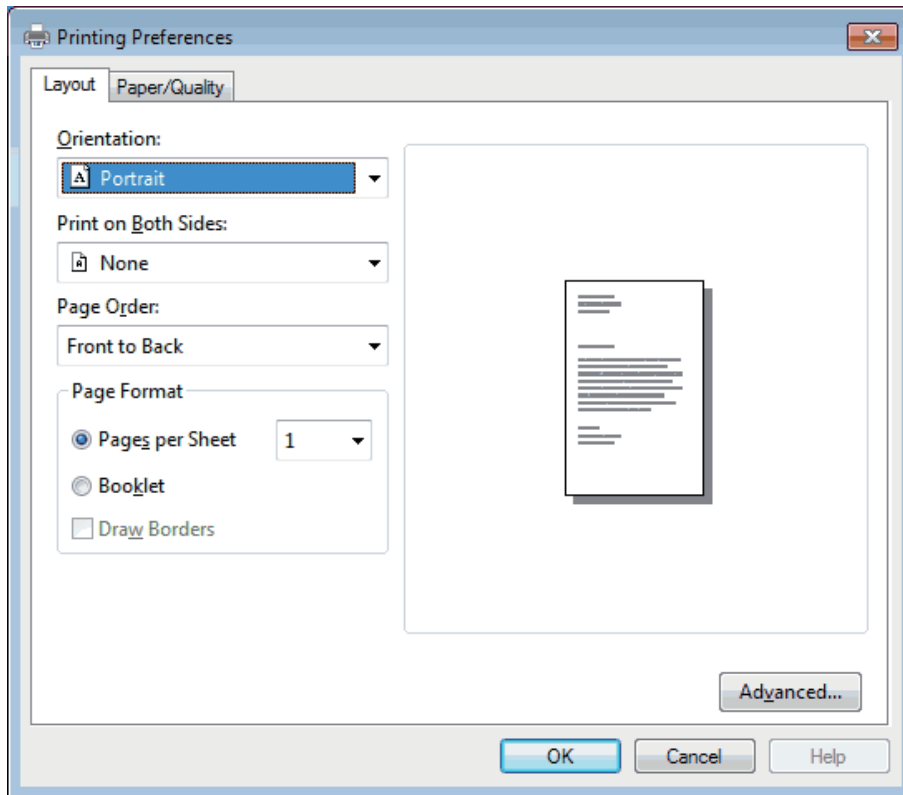 Printing Preferences
Layout Paper/Quality
Orientation:
A Portrait
Print on Both Sides:
A None
Page Order:
Front to Back
Page Format
Pages per Sheet 1
Booklet
Draw Borders
Advanced...
OK Cancel Help